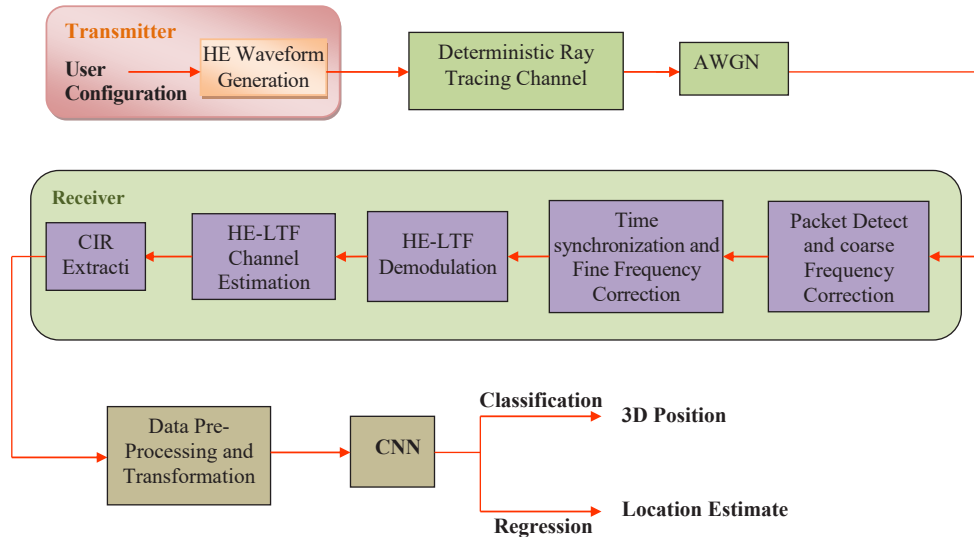 Transmitter
User
Configuration
HE Waveform
Generation
Deterministic Ray
Tracing Channel
AWGN
Receiver
CIR
Extracti
HE-LTF
Channel
Estimation
HE-LTF
Demodulation
Time
synchronization and
Fine Frequency
Correction
Packet Detect
and coarse
Frequency
Correction
Data Pre-
Processing and
Transformation
CNN
Classification
3D Position
Regression
Location Estimate